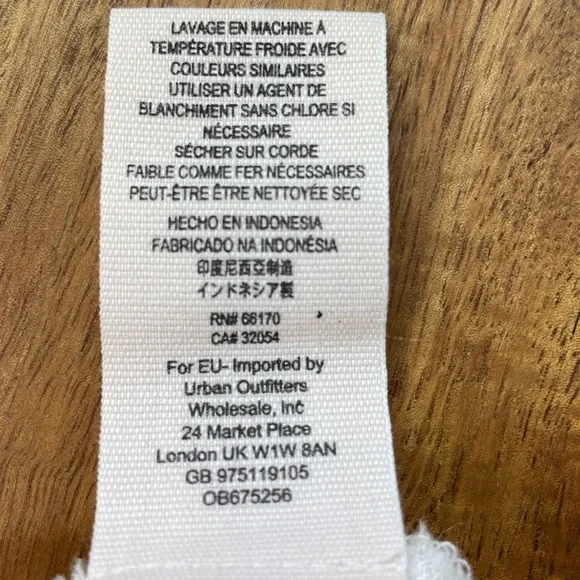 LAVAGE EN MACHINE À
TEMPÉRATURE FROIDE AVEC
COULEURS SIMILAIRES
UTILISER UN AGENT DE
BLANCHIMENT SANS CHLORE SI
NÉCESSAIRE
SÉCHER SUR CORDE
FAIBLE COMME FER NÉCESSAIRES
PEUT-ÊTRE ÊTRE NETTOYÉE SEC
HECHO EN INDONESIA
FABRICADO NA INDONÉSIA
印度尼西亞制造
インドネシア製
RN# 66170
CA# 32054
For EU- Imported by
Urban Outfitters
Wholesale, Inc
24 Market Place
London UK W1W 8AN
GB 975119105
OB675256